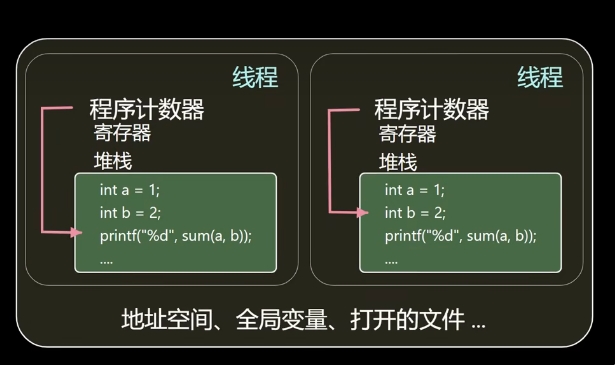 线程
程序计数器
寄存器
堆栈
int a = 1;
int b = 2;
printf("%d", sum(a, b));
....
线程
程序计数器
寄存器
堆栈
int a = 1;
int b = 2;
printf("%d", sum(a, b));
....
地址空间、全局变量、打开的文件 ...